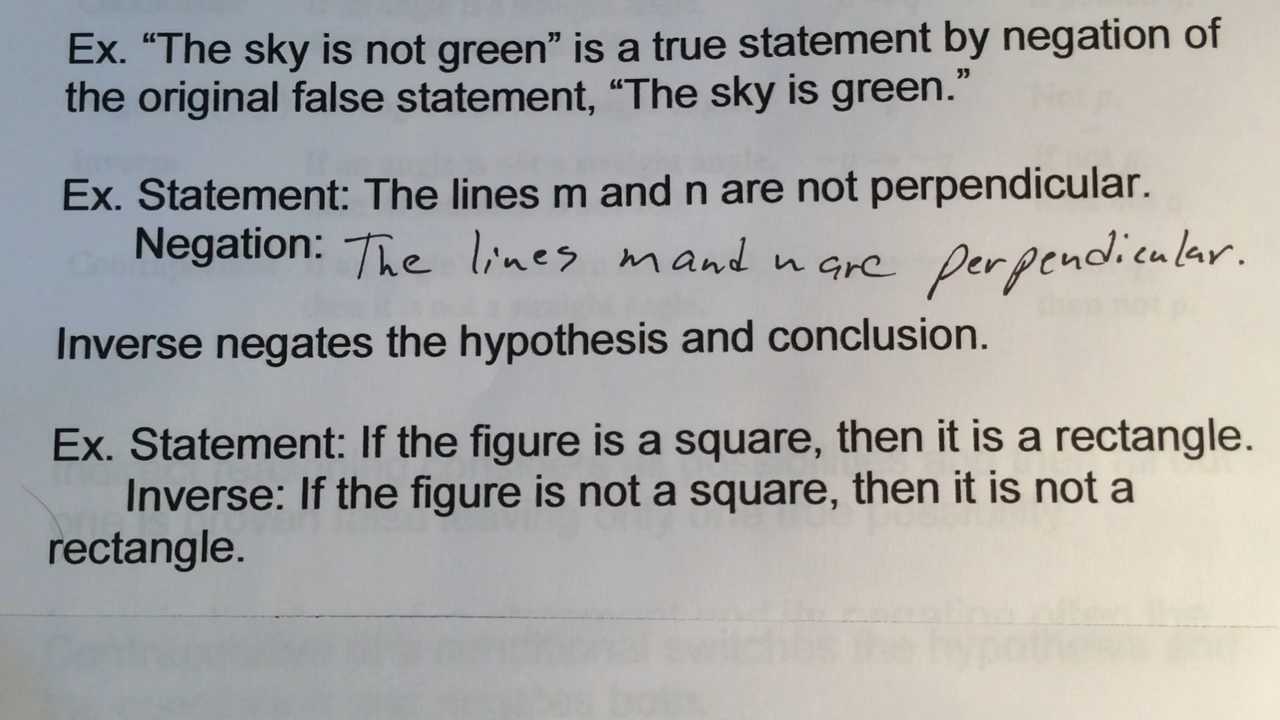 Ex. “The sky is not green” is a true statement by negation of
the original false statement, “The sky is green.”
Ex. Statement: The lines m and n are not perpendicular.
Negation: The lines m and n are perpendicular.
Inverse negates the hypothesis and conclusion.
Ex. Statement: If the figure is a square, then it is a rectangle.
Inverse: If the figure is not a square, then it is not a
rectangle.